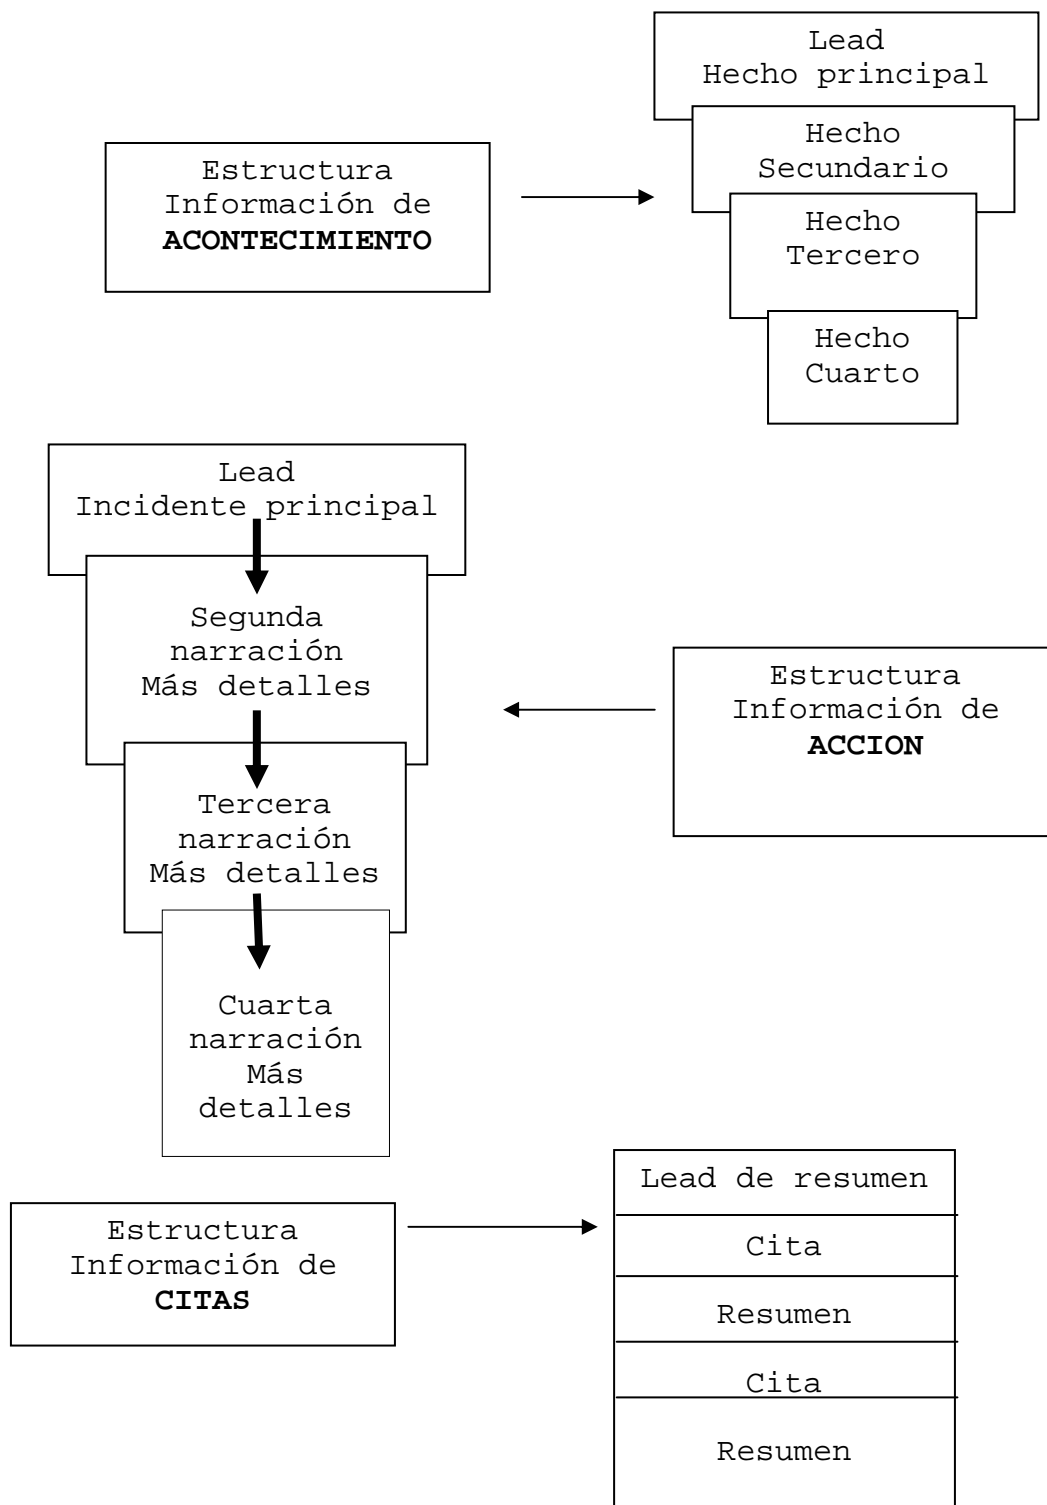 Lead
Hecho principal
Hecho
Secundario
Estructura
Información de
ACONTECIMIENTO
Hecho
Tercero
Hecho
Cuarto
Lead
Incidente principal
Segunda
narración
Más detalles
Estructura
Información de
ACCION
Tercera
narración
Más detalles
Cuarta
narración
Más
detalles
Estructura
Información de
CITAS
Lead de resumen
Cita
Resumen
Cita
Resumen